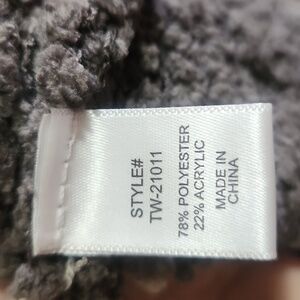 STYLE#
TW-21011
78% POLYESTER
22% ACRYLIC
MADE IN
CHINA